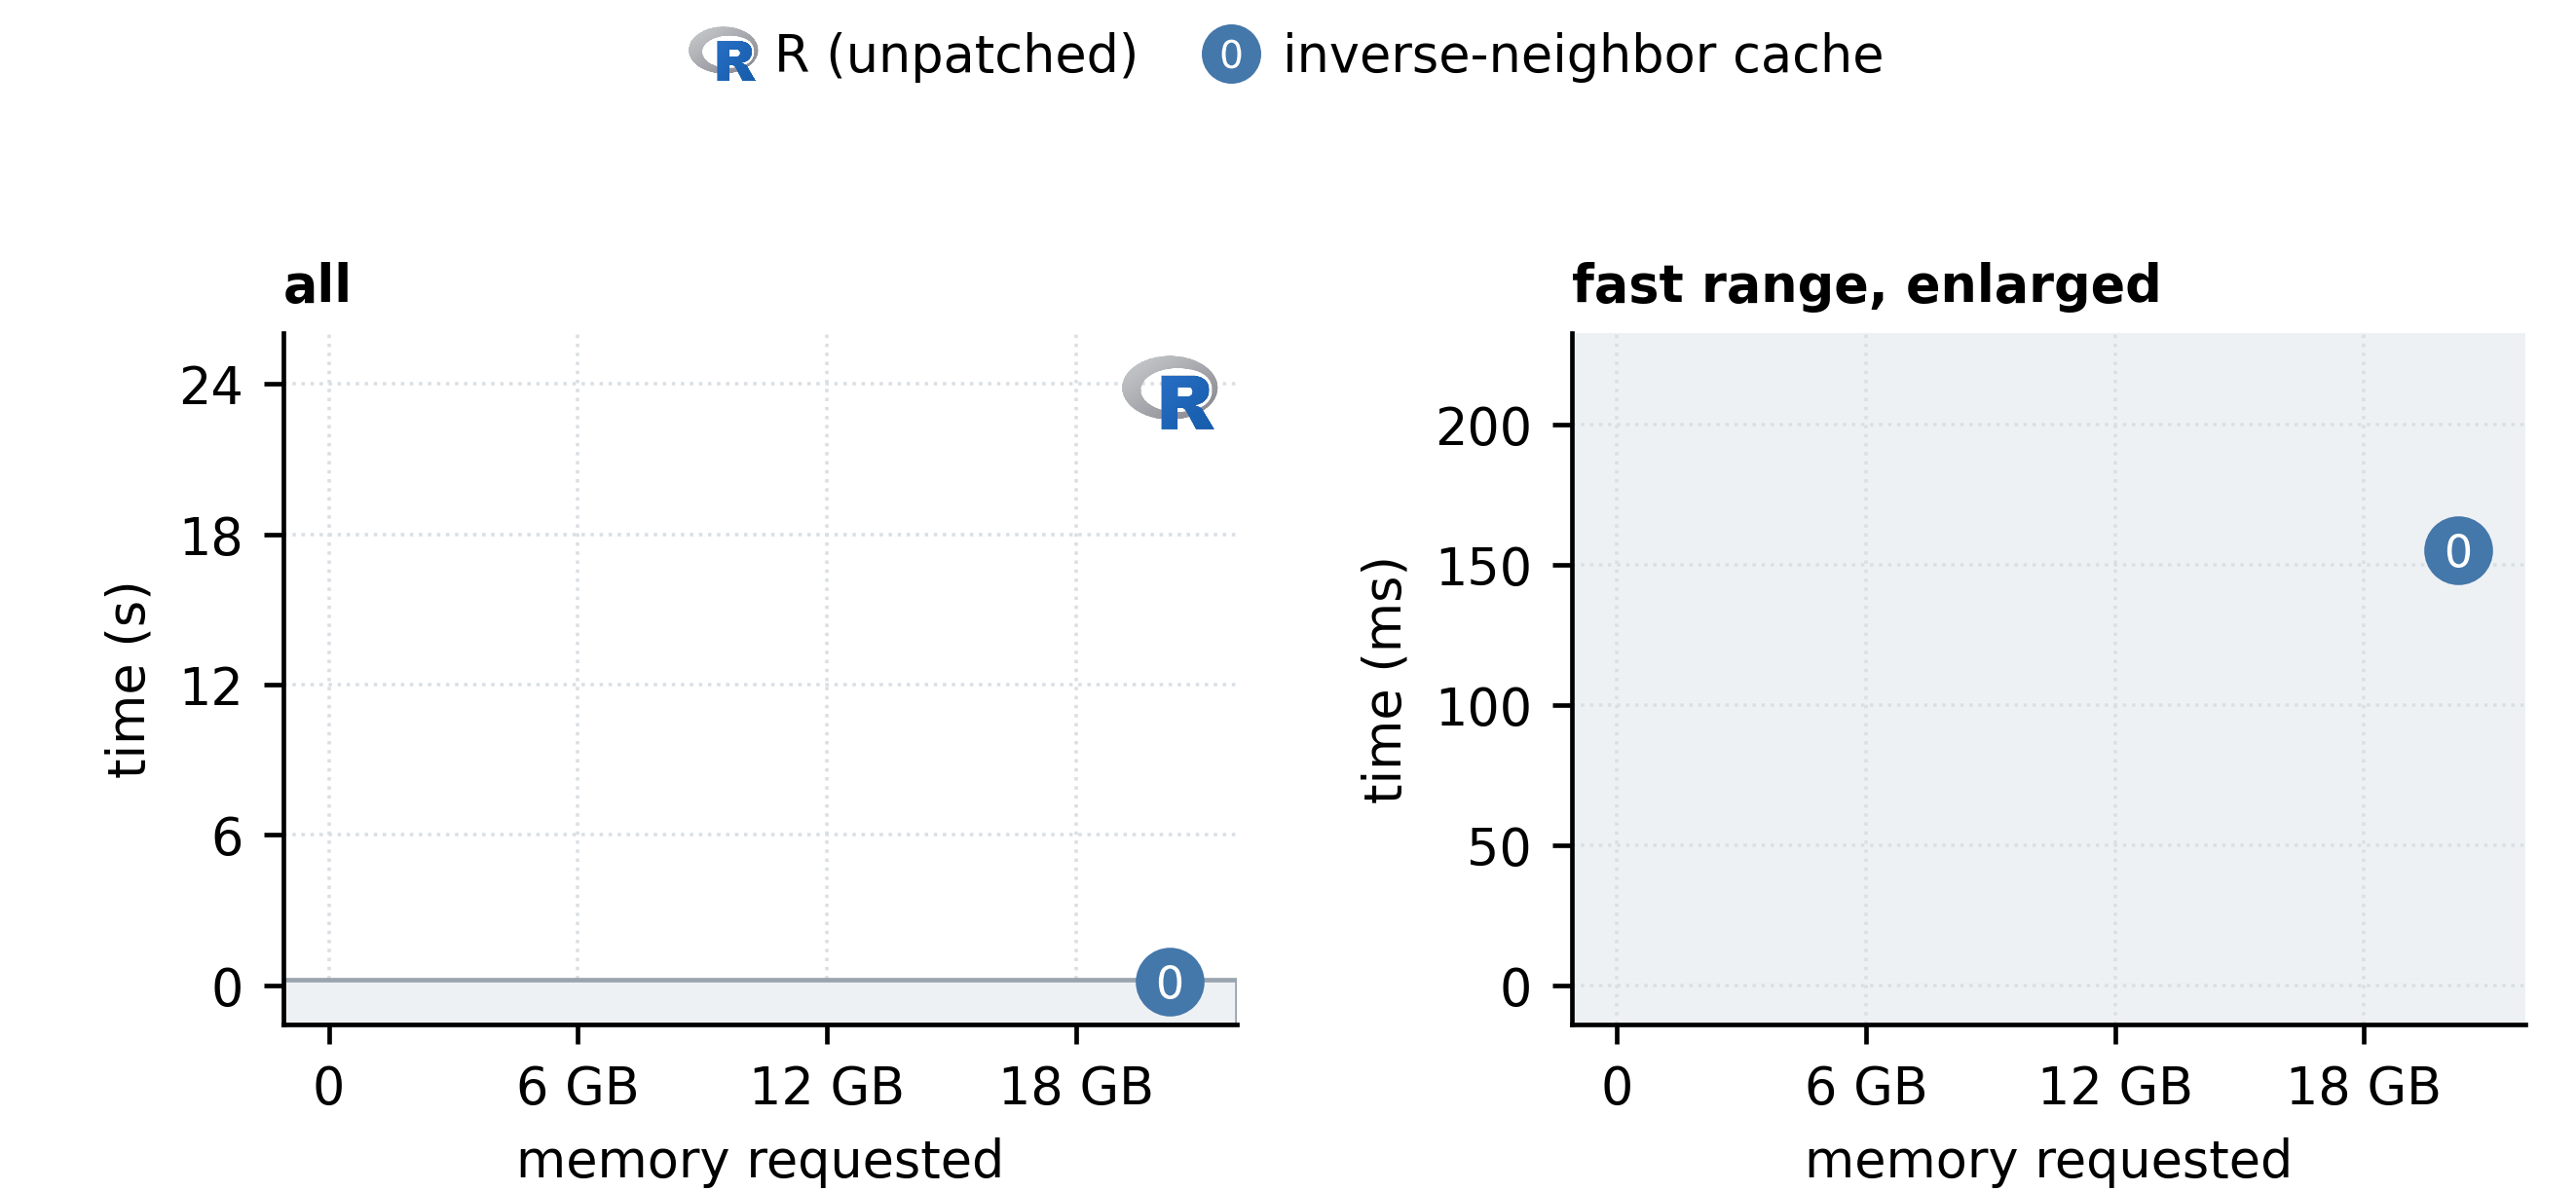 R R (unpatched) 0 inverse-neighbor cache
all
24
18
12
6
0
time (s)
R
0
0 6 GB 12 GB 18 GB
memory requested
fast range, enlarged
200
150
100
50
0
time (ms)
0
0 6 GB 12 GB 18 GB
memory requested